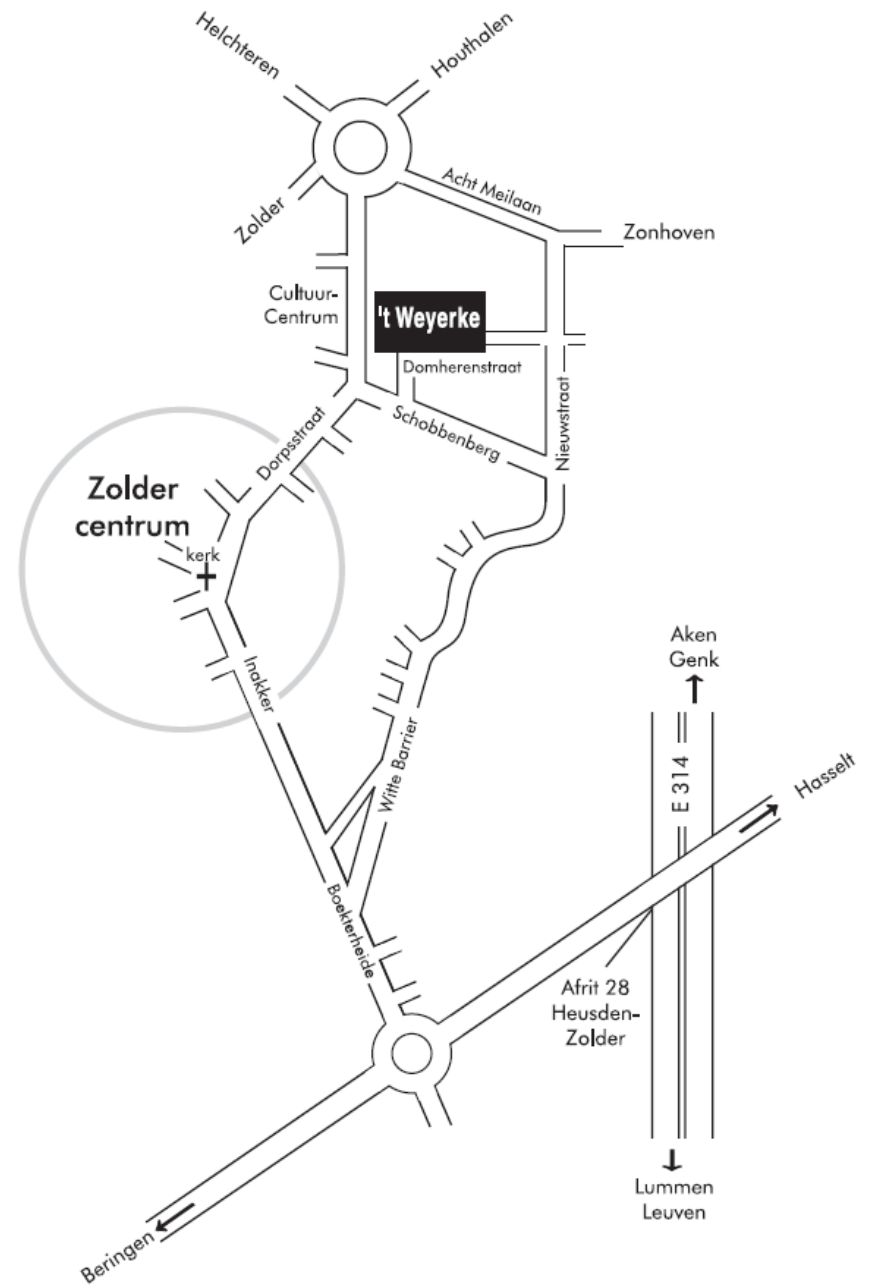 Helchteren
Houthalen
Acht Meilaan
Zolder
Zonhoven
Cultuur-
Centrum
't Weyerke
Domherenstraat
Schobbenberg
Nieuwstraat
Dorpsstraat
Zolder
centrum
kerk
Inakker
Witte Barrier
Boekterheide
Aken
Genk
E 314
Hasselt
Afrit 28
Heusden-
Zolder
Lummen
Leuven
Beringen